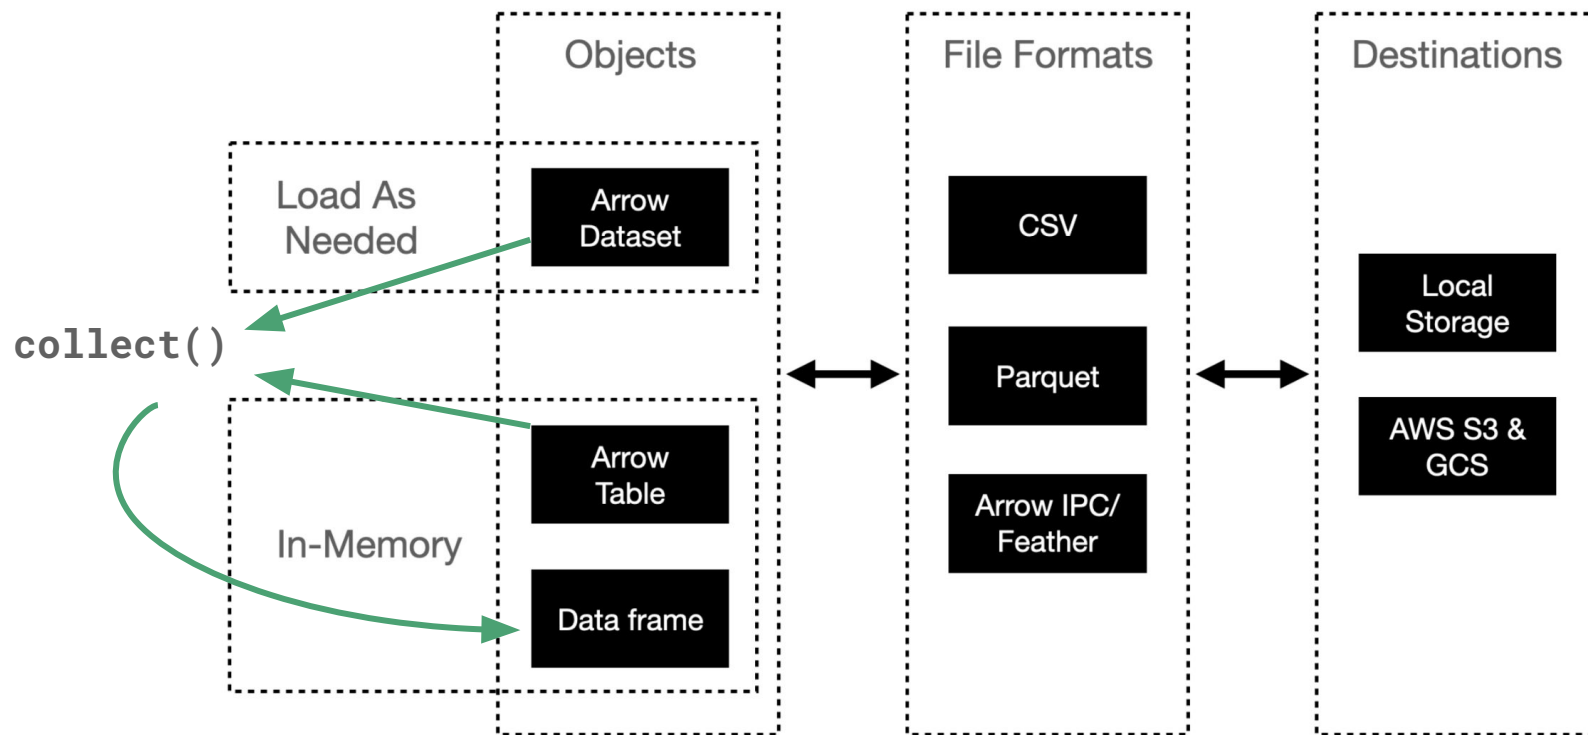 Objects
File Formats
Destinations
Load As
Needed
Arrow
Dataset
collect()
In-Memory
Arrow
Table
Data frame
CSV
Parquet
Arrow IPC/
Feather
Local
Storage
AWS S3 &
GCS